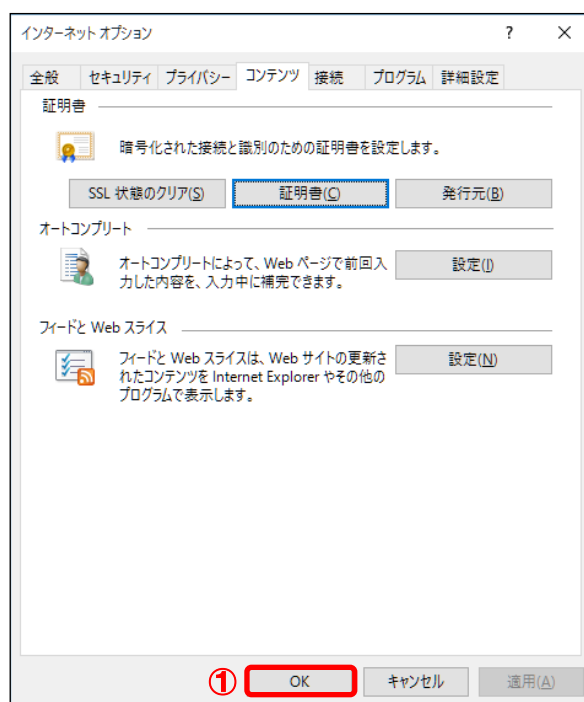 インターネット オプション ? ×
全般 セキュリティ プライバシー コンテンツ 接続 プログラム 詳細設定
証明書
暗号化された接続と識別のための証明書を設定します。
SSL 状態のクリア(S) 証明書(C) 発行元(B)
オートコンプリート
オートコンプリートによって、Web ページで前回入
力した内容を、入力中に補完できます。
設定(I)
フィードと Web スライス
フィードと Web スライスは、Web サイトの更新さ
れたコンテンツを Internet Explorer やその他の
プログラムで表示します。
設定(N)
① OK キャンセル 適用(A)